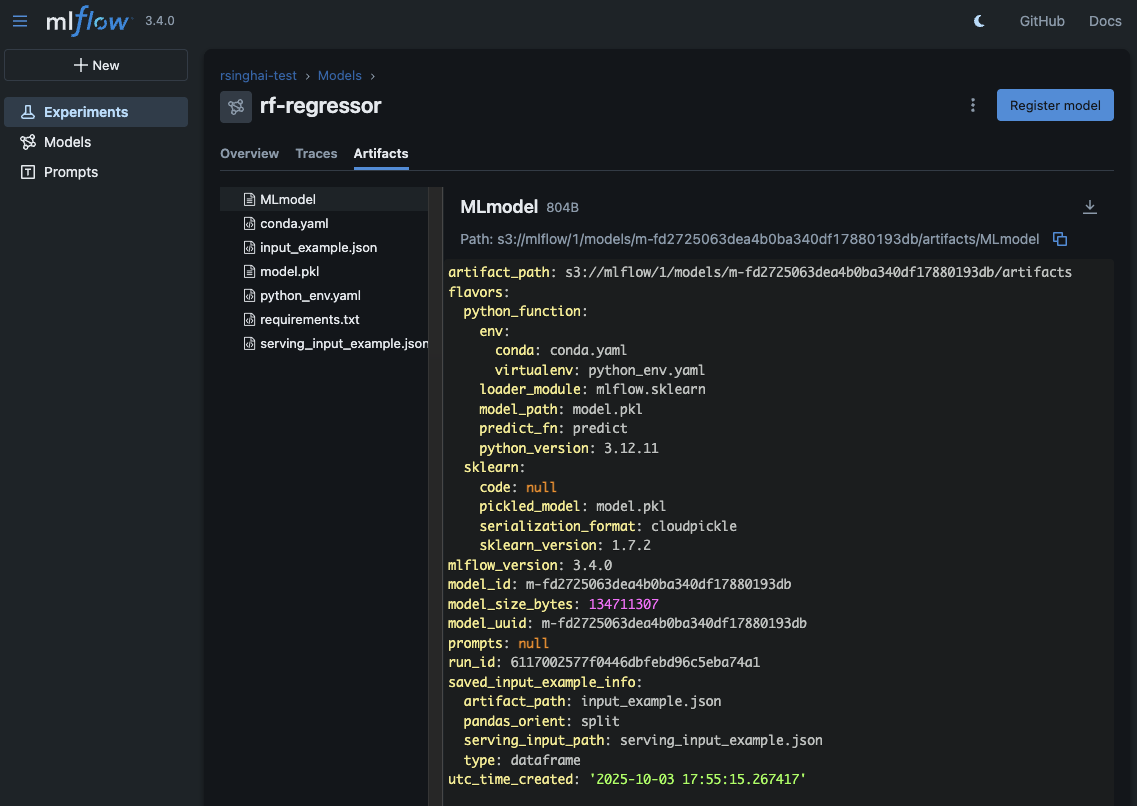 mlflow 3.4.0
GitHub
Docs
New
Experiments
Models
Prompts
rsinghai-test › Models ›
rf-regressor
Register model
Overview
Traces
Artifacts
MLmodel
conda.yaml
input_example.json
model.pkl
python_env.yaml
requirements.txt
serving_input_example.json
MLmodel 804B
Path: s3://mlflow/1/models/m-fd2725063dea4b0ba340df17880193db/artifacts/MLmodel
artifact_path: s3://mlflow/1/models/m-fd2725063dea4b0ba340df17880193db/artifacts
flavors:
  python_function:
    env:
      conda: conda.yaml
      virtualenv: python_env.yaml
    loader_module: mlflow.sklearn
    model_path: model.pkl
    predict_fn: predict
    python_version: 3.12.11
  sklearn:
    code: null
    pickled_model: model.pkl
    serialization_format: cloudpickle
    sklearn_version: 1.7.2
mlflow_version: 3.4.0
model_id: m-fd2725063dea4b0ba340df17880193db
model_size_bytes: 134711307
model_uuid: m-fd2725063dea4b0ba340df17880193db
prompts: null
run_id: 6117002577f0446dbfebd96c5eba74a1
saved_input_example_info:
  artifact_path: input_example.json
  pandas_orient: split
  serving_input_path: serving_input_example.json
  type: dataframe
utc_time_created: '2025-10-03 17:55:15.267417'